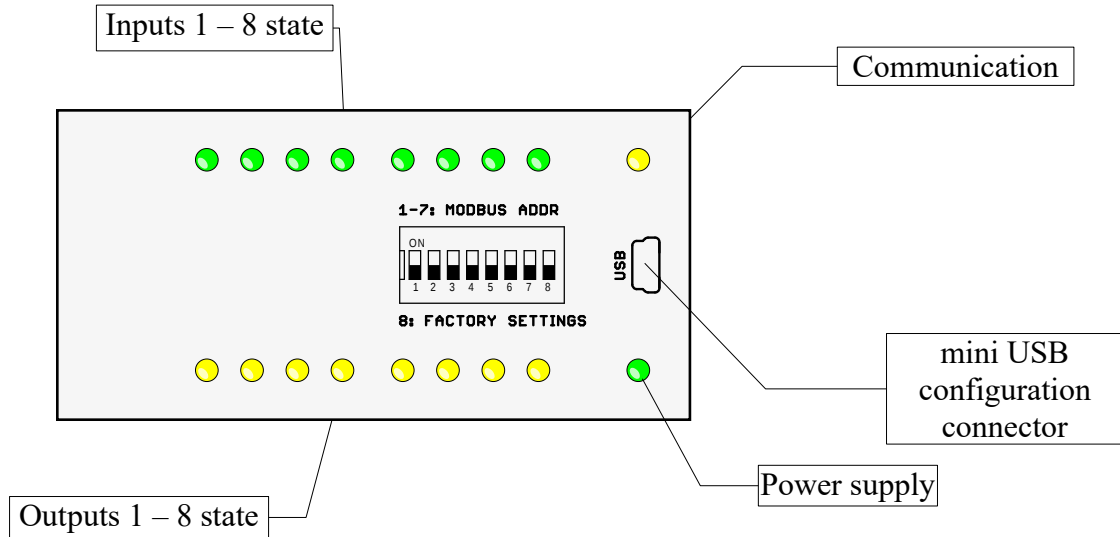 Inputs 1 – 8 state
Communication
1-7: MODBUS ADDR
ON
1 2 3 4 5 6 7 8
USB
8: FACTORY SETTINGS
mini USB
configuration
connector
Power supply
Outputs 1 – 8 state